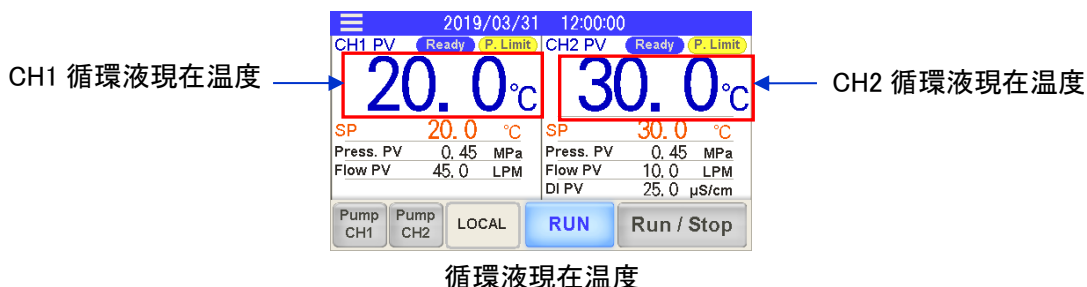 2019/03/31 12:00:00
CH1 PV Ready P. Limit CH2 PV Ready P. Limit
CH1 循環液現在温度 20.0℃ 30.0℃ CH2 循環液現在温度
SP 20.0 ℃ SP 30.0 ℃
Press. PV 0.45 MPa Press. PV 0.45 MPa
Flow PV 45.0 LPM Flow PV 10.0 LPM
DI PV 25.0 μS/cm
Pump CH1 Pump CH2 LOCAL RUN Run / Stop
循環液現在温度